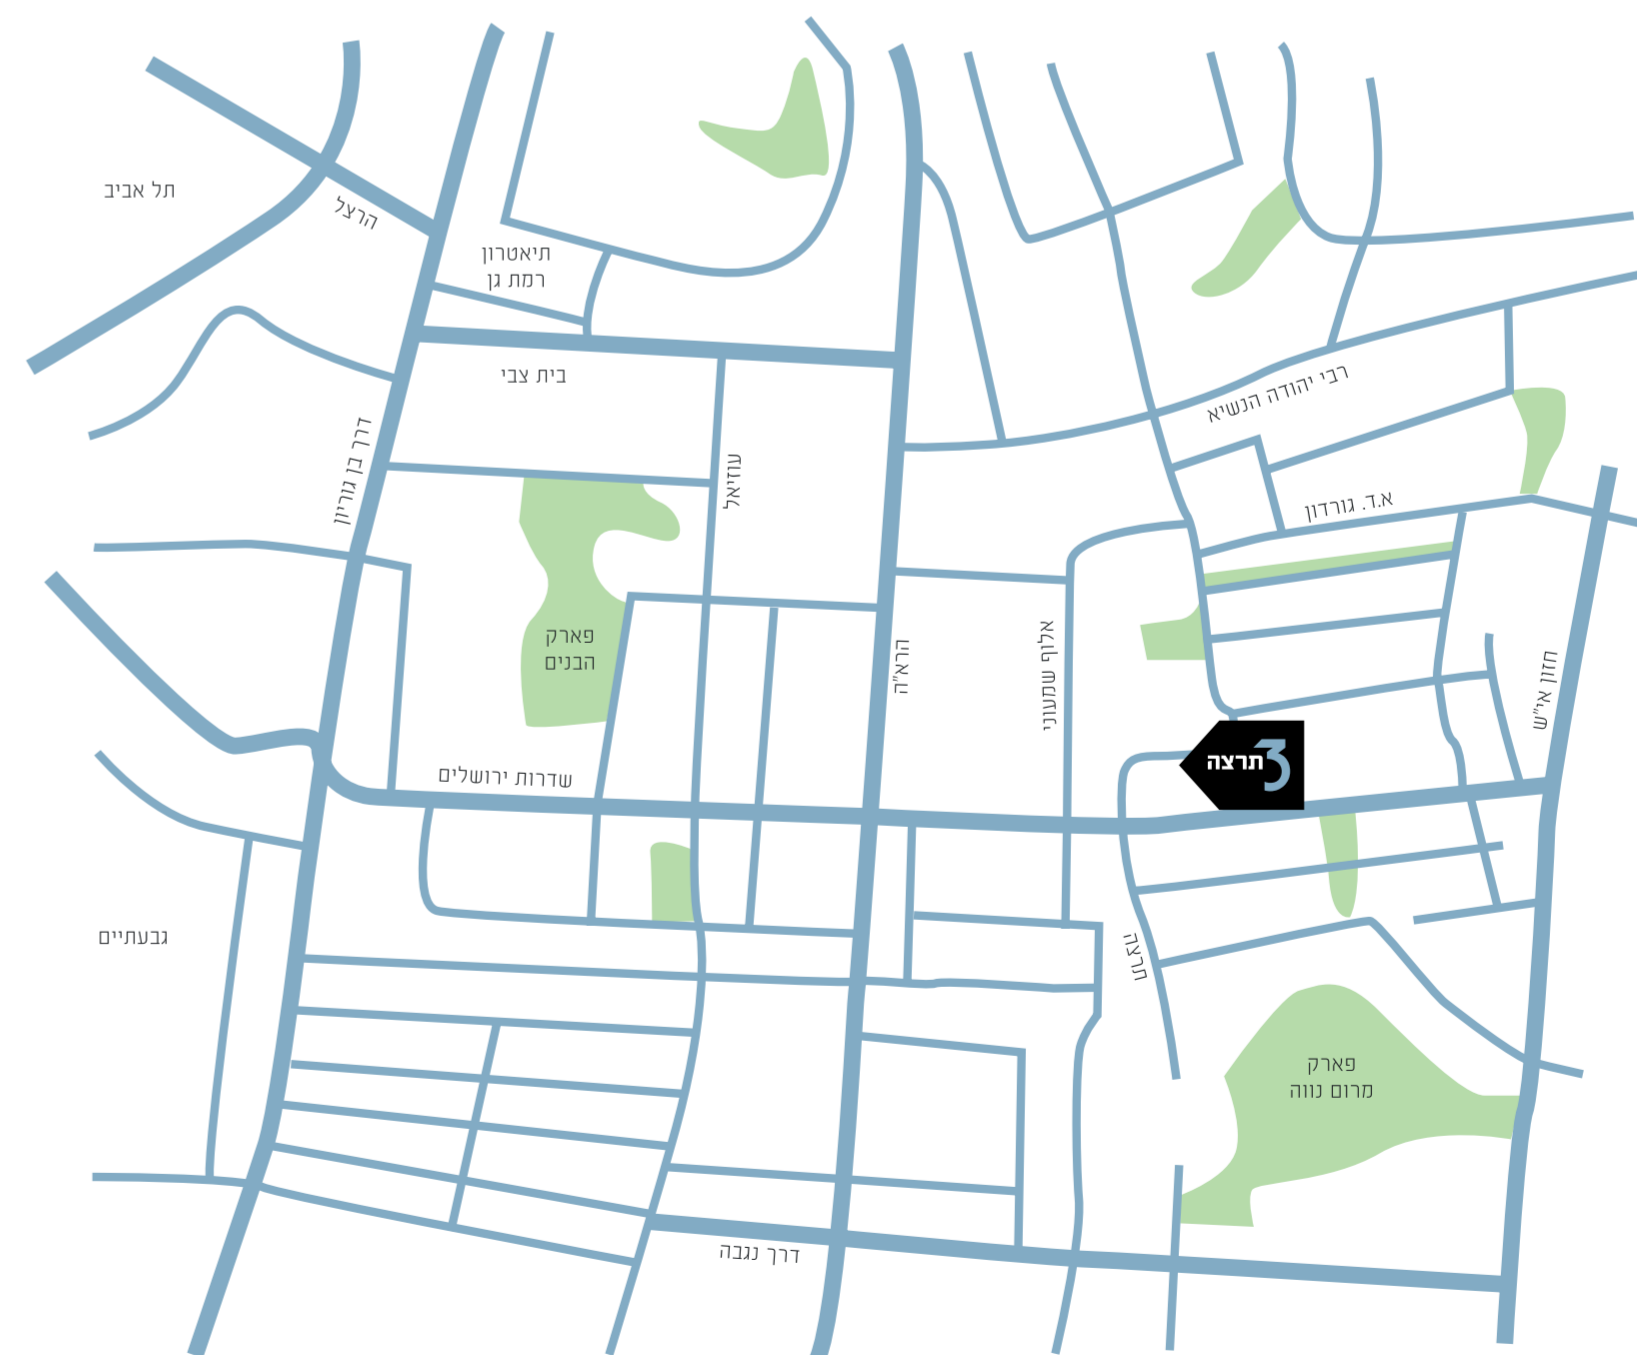 תל אביב
הרצל
תיאטרון
רמת גן
בית צבי
דרך בן גוריון
עוזיאל
רבי יהודה הנשיא
א.ד. גורדון
פארק
הבנים
הרא"ה
אלוף שמעוני
חזון אי"ש
תרצה 3
שדרות ירושלים
גבעתיים
תרצה
פארק
מרום נווה
דרך נגבה